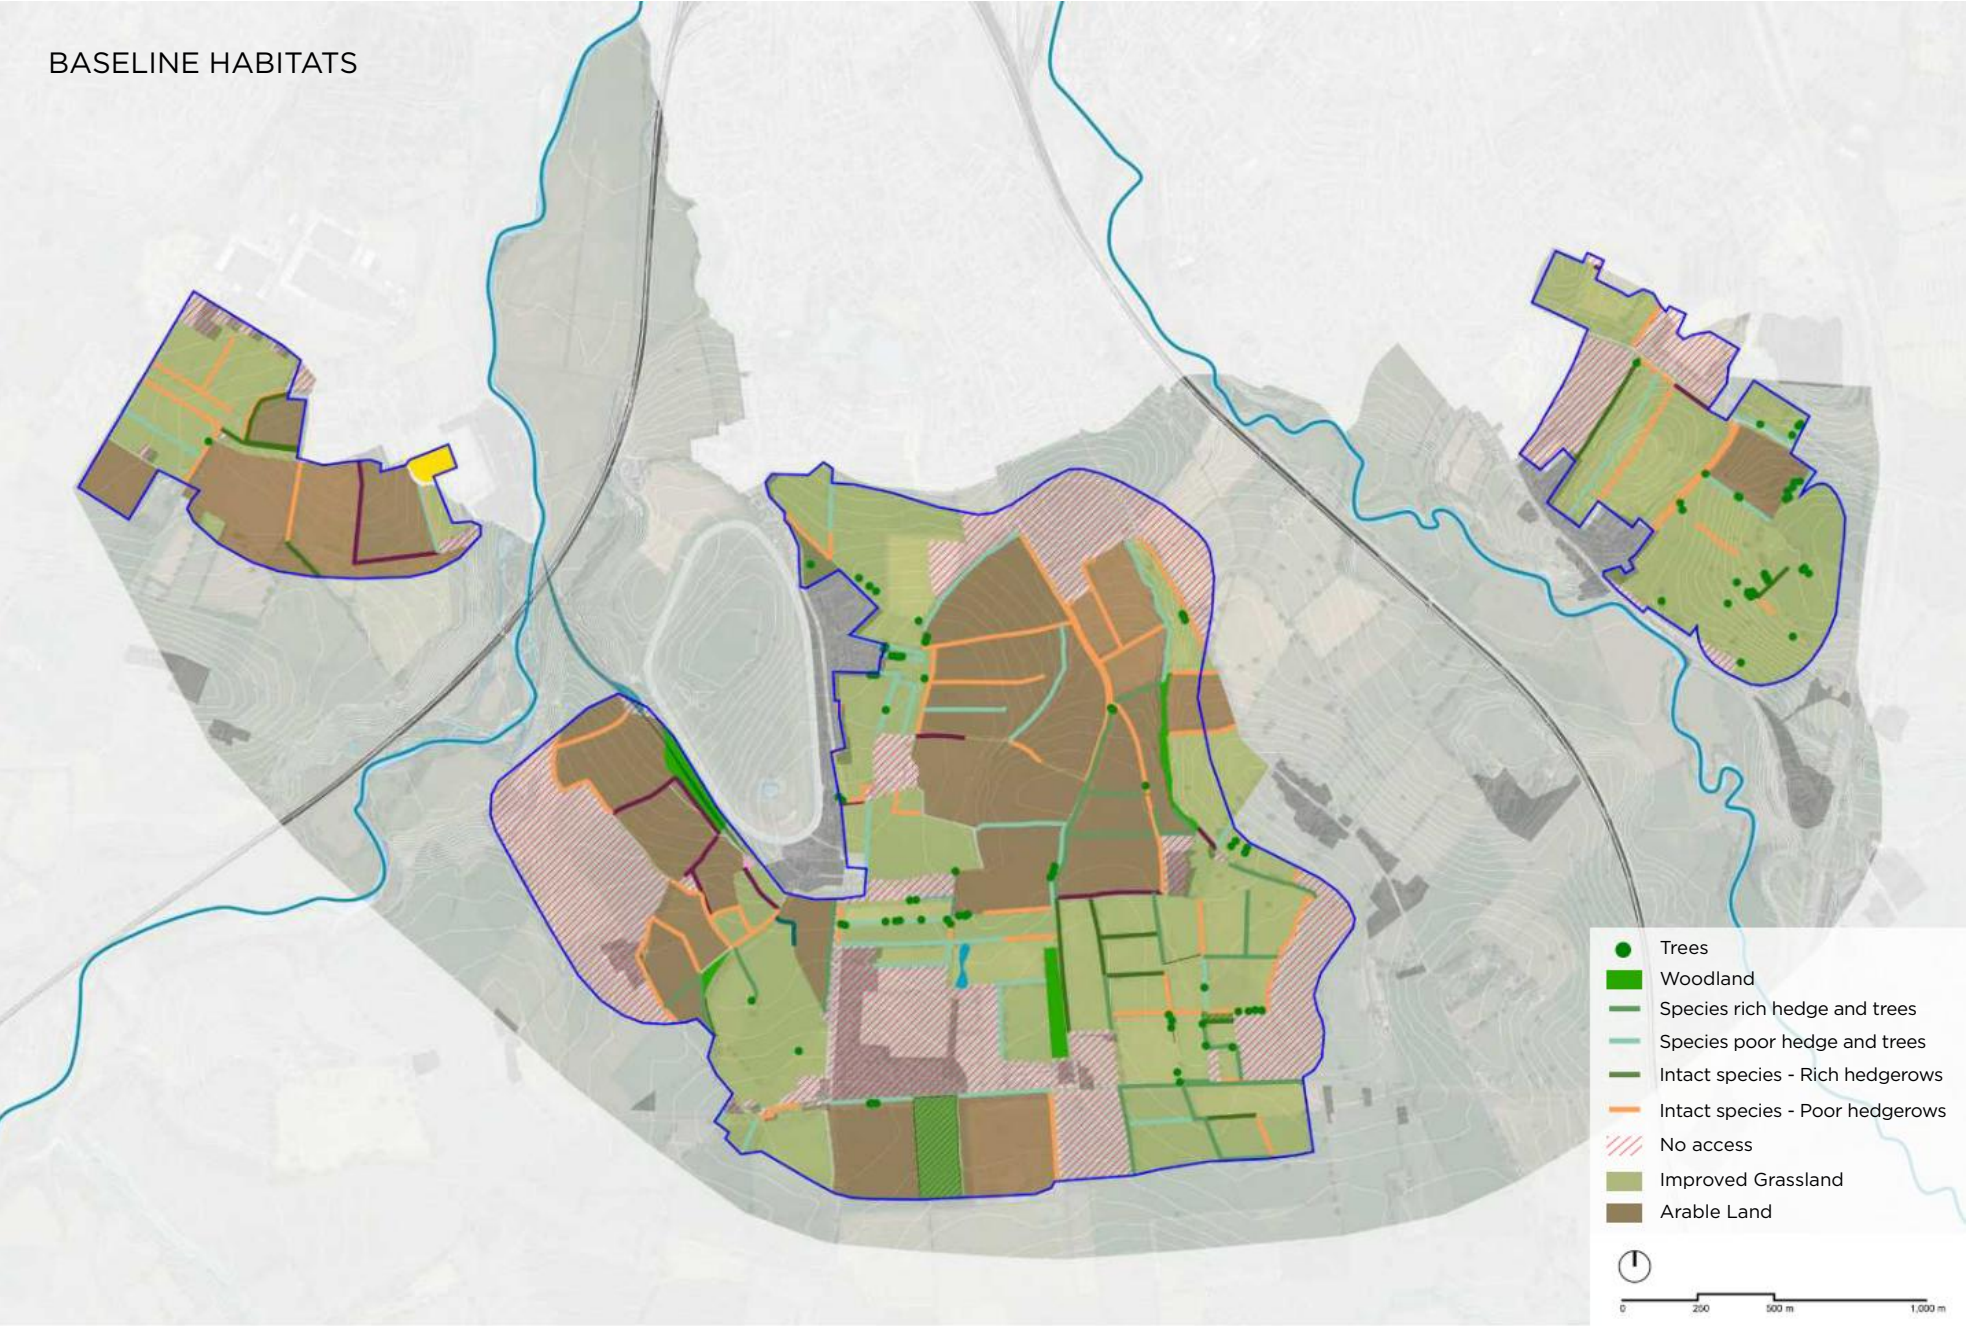 BASELINE HABITATS
Trees
Woodland
Species rich hedge and trees
Species poor hedge and trees
Intact species - Rich hedgerows
Intact species - Poor hedgerows
No access
Improved Grassland
Arable Land
0 250 500 m 1,000 m